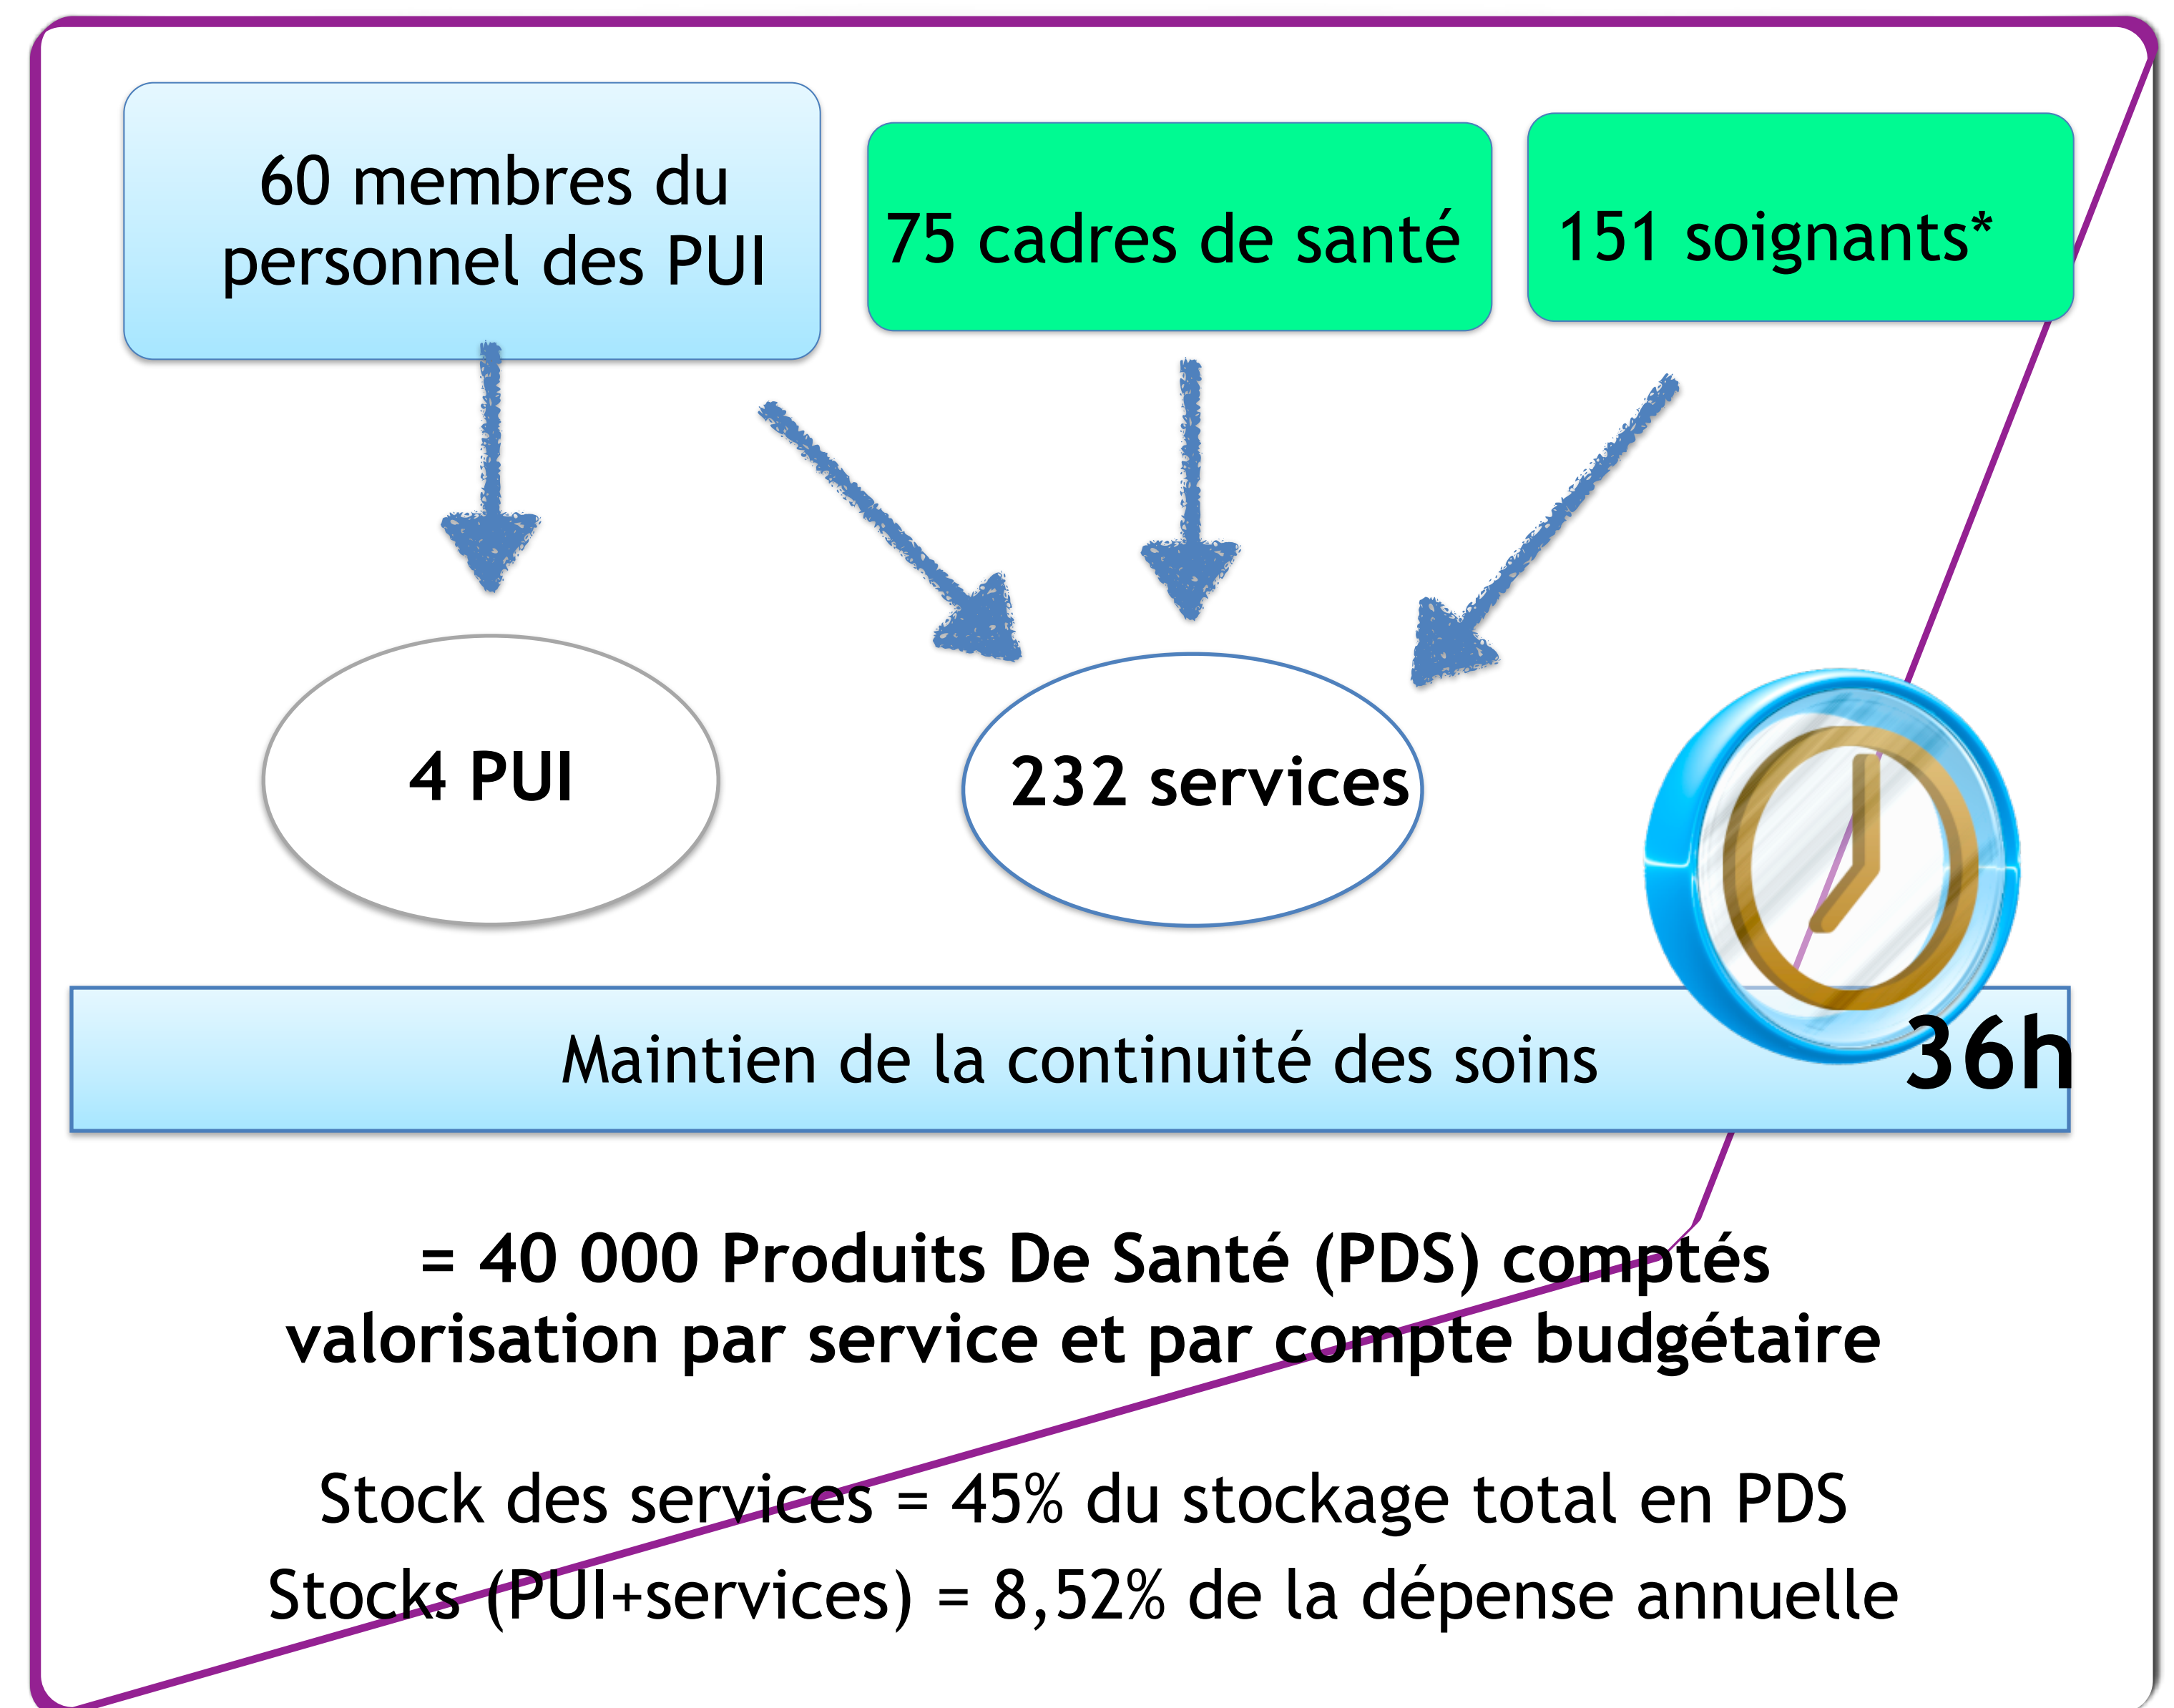 60 membres du
personnel des PUI
75 cadres de santé
151 soignants*
4 PUI
232 services
Maintien de la continuité des soins
36h
= 40 000 Produits De Santé (PDS) comptés
valorisation par service et par compte budgétaire
Stock des services = 45% du stockage total en PDS
Stocks (PUI+services) = 8,52% de la dépense annuelle